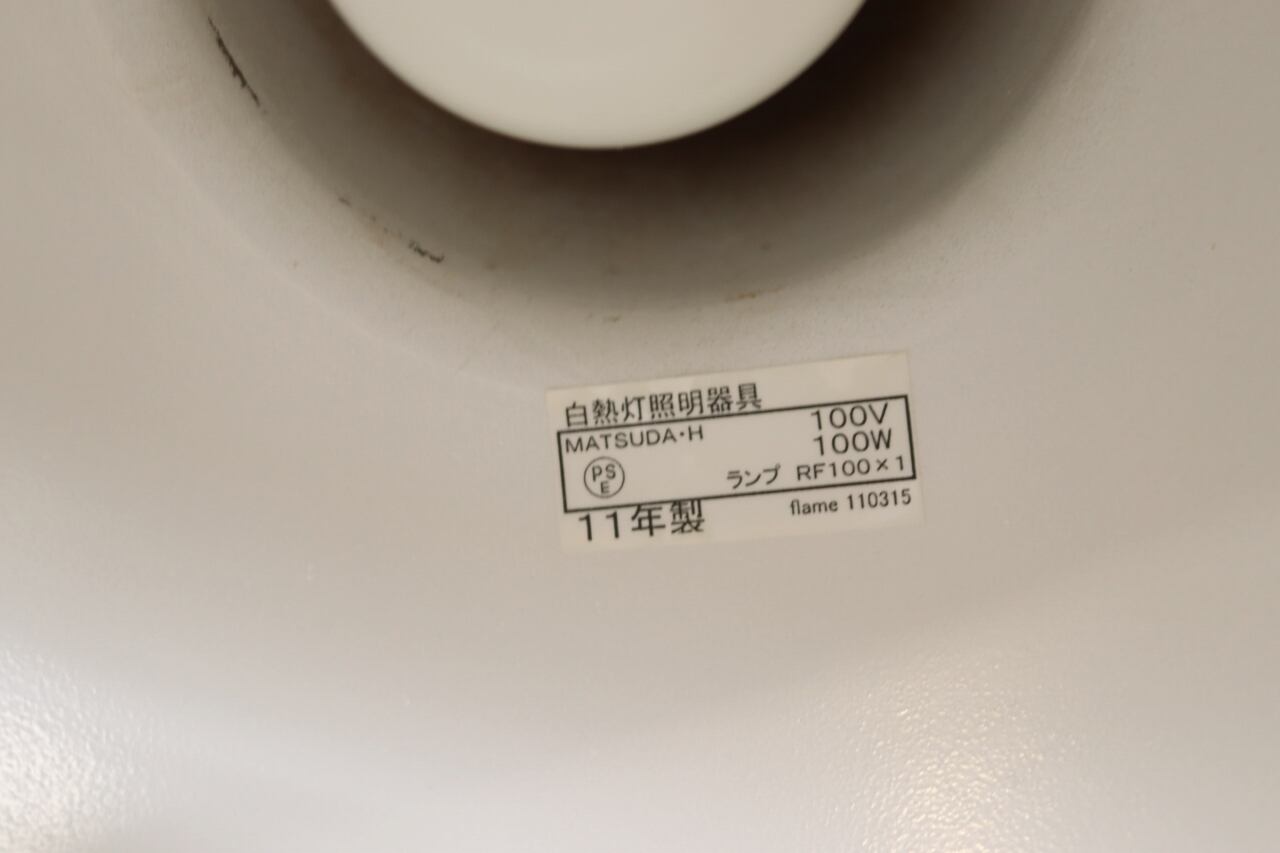 白熱灯照明器具
MATSUDA・H 100V
100W
PSE ランプ RF100×1
11年製 flame 110315